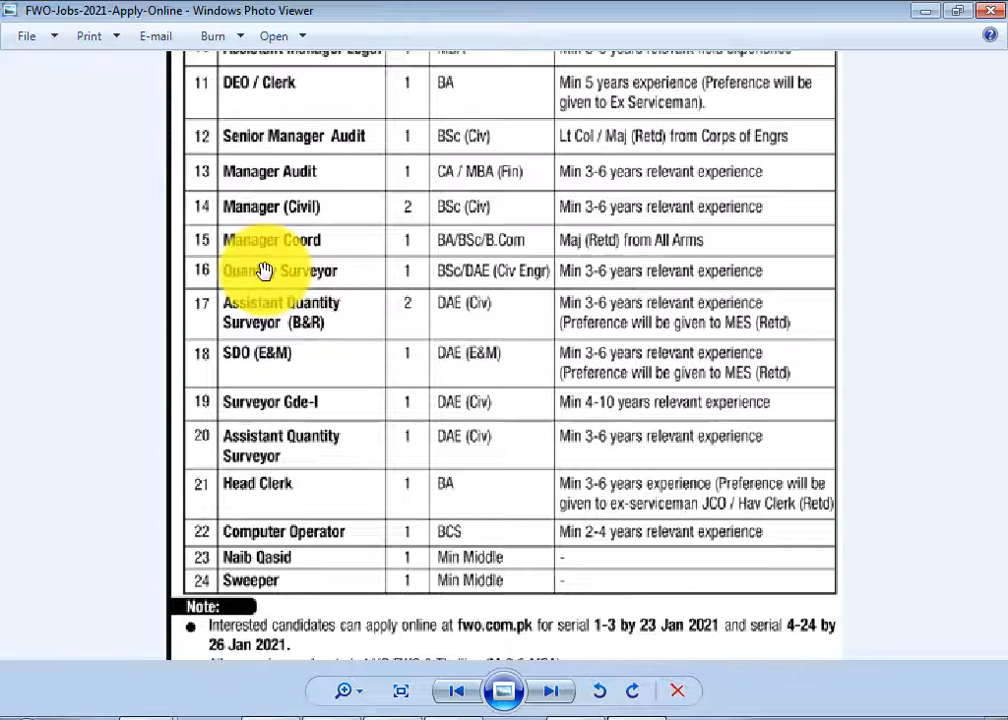 FWO-Jobs-2021-Apply-Online - Windows Photo Viewer
File Print E-mail Burn Open
Assistant Manager Legal 1
11 DEO / Clerk 1 BA Min 5 years experience (Preference will be
given to Ex Serviceman).
12 Senior Manager Audit 1 BSc (Civ) Lt Col / Maj (Retd) from Corps of Engrs
13 Manager Audit 1 CA / MBA (Fin) Min 3-6 years relevant experience
14 Manager (Civil) 2 BSc (Civ) Min 3-6 years relevant experience
15 Manager Coord 1 BA/BSc/B.Com Maj (Retd) from All Arms
16 Quantity Surveyor 1 BSc/DAE (Civ Engr) Min 3-6 years relevant experience
17 Assistant Quantity 2 DAE (Civ) Min 3-6 years relevant experience
Surveyor (B&R) (Preference will be given to MES (Retd)
18 SDO (E&M) 1 DAE (E&M) Min 3-6 years relevant experience
(Preference will be given to MES (Retd)
19 Surveyor Gde-I 1 DAE (Civ) Min 4-10 years relevant experience
20 Assistant Quantity 1 DAE (Civ) Min 3-6 years relevant experience
Surveyor
21 Head Clerk 1 BA Min 3-6 years experience (Preference will be
given to ex-serviceman JCO / Hav Clerk (Retd)
22 Computer Operator 1 BCS Min 2-4 years relevant experience
23 Naib Qasid 1 Min Middle -
24 Sweeper 1 Min Middle -
Note:
● Interested candidates can apply online at fwo.com.pk for serial 1-3 by 23 Jan 2021 and serial 4-24 by
26 Jan 2021.